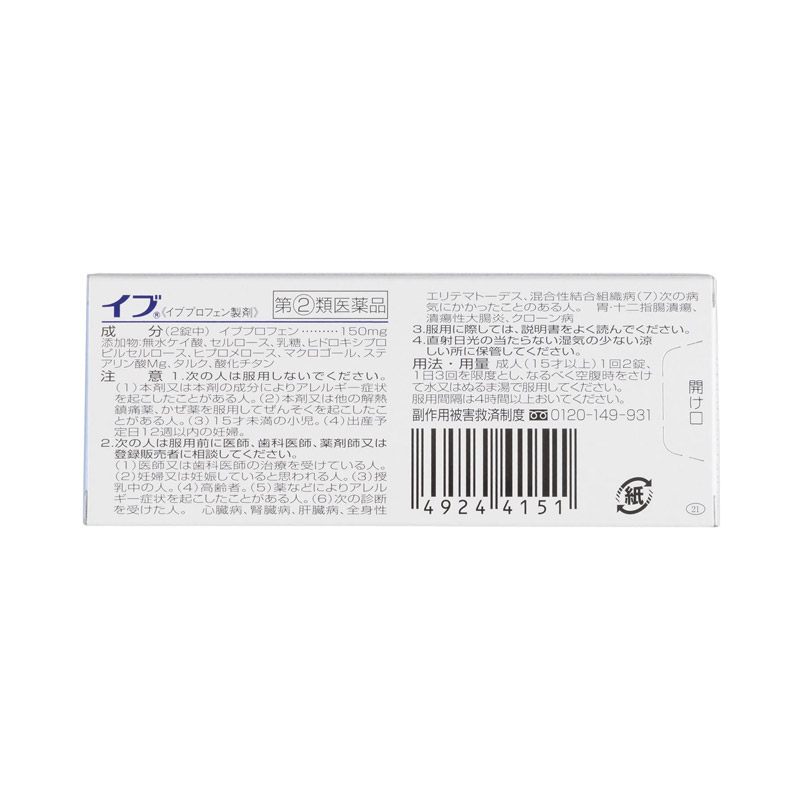 イブ® 《イブプロフェン製剤》 指定②類医薬品
成　分(2錠中) イブプロフェン………150mg
添加物:無水ケイ酸、セルロース、乳糖、ヒドロキシプロ
ピルセルロース、ヒプロメロース、マクロゴール、ステ
アリン酸Mg、タルク、酸化チタン
注　意 1.次の人は服用しないでください。
(1)本剤又は本剤の成分によりアレルギー症状
を起こしたことがある人。(2)本剤又は他の解熱
鎮痛薬、かぜ薬を服用してぜんそくを起こしたこ
とがある人。(3)15才未満の小児。(4)出産予
定日12週以内の妊婦。
2.次の人は服用前に医師、歯科医師、薬剤師又は
登録販売者に相談してください。
(1)医師又は歯科医師の治療を受けている人。
(2)妊婦又は妊娠していると思われる人。(3)授
乳中の人。(4)高齢者。(5)薬などによりアレル
ギー症状を起こしたことがある人。(6)次の診断
を受けた人。 心臓病、腎臓病、肝臓病、全身性
エリテマトーデス、混合性結合組織病(7)次の病
気にかかったことのある人。 胃・十二指腸潰瘍、
潰瘍性大腸炎、クローン病
3.服用に際しては、説明書をよく読んでください。
4.直射日光の当たらない湿気の少ない涼
しい所に保管してください。
用法・用量 成人(15才以上)1回2錠、
1日3回を限度とし、なるべく空腹時をさけ
て水又はぬるま湯で服用してください。
服用間隔は4時間以上おいてください。
副作用被害救済制度 0120-149-931
4924 4151
開け口
紙
21